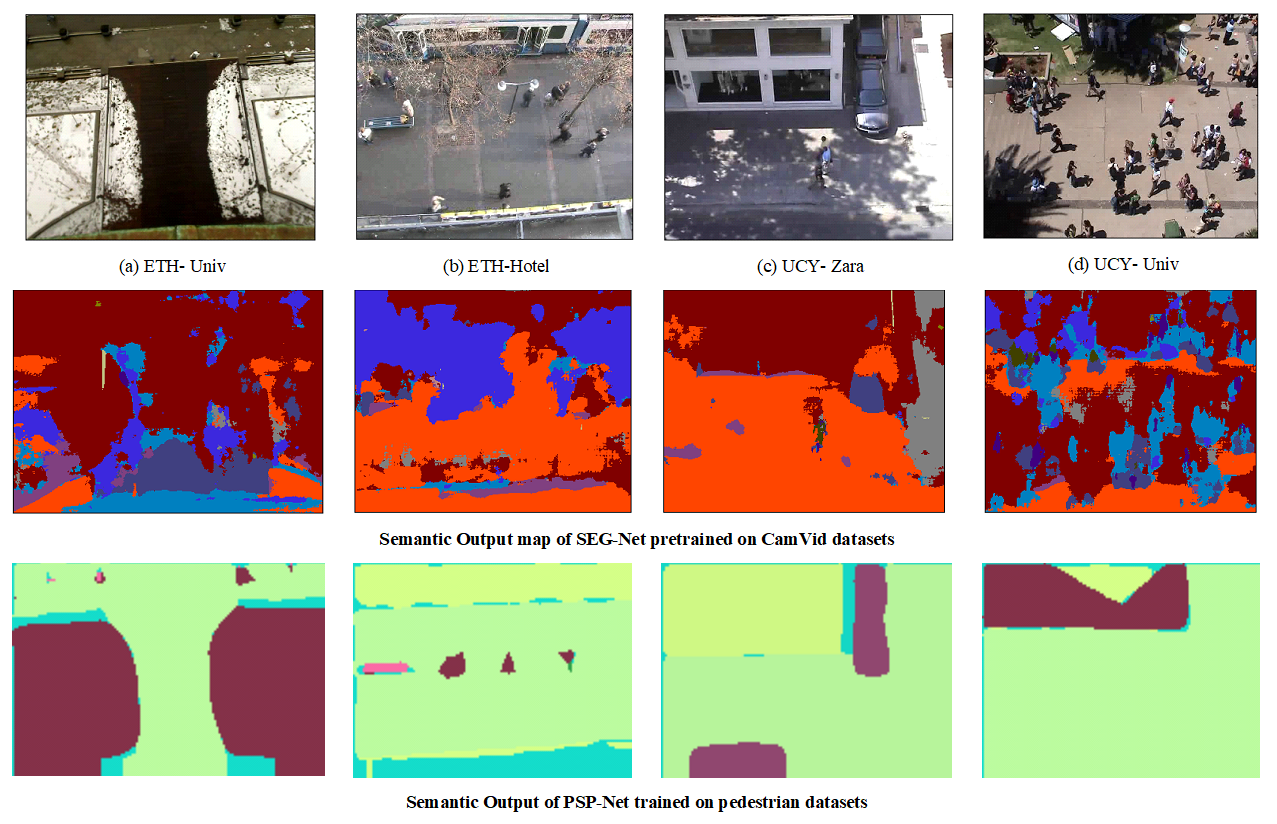 (a) ETH- Univ
(b) ETH-Hotel
(c) UCY- Zara
(d) UCY- Univ
Semantic Output map of SEG-Net pretrained on CamVid datasets
Semantic Output of PSP-Net trained on pedestrian datasets